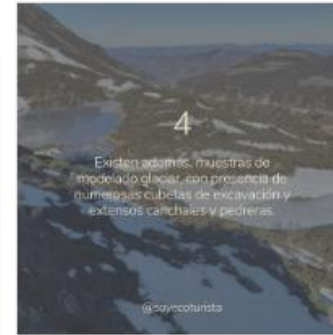 4
Existen además, muestras de
modelado glaciar, con presencia de
numerosas cubetas de excavación y
extensos canchales y pedreras.
@soyecoturista